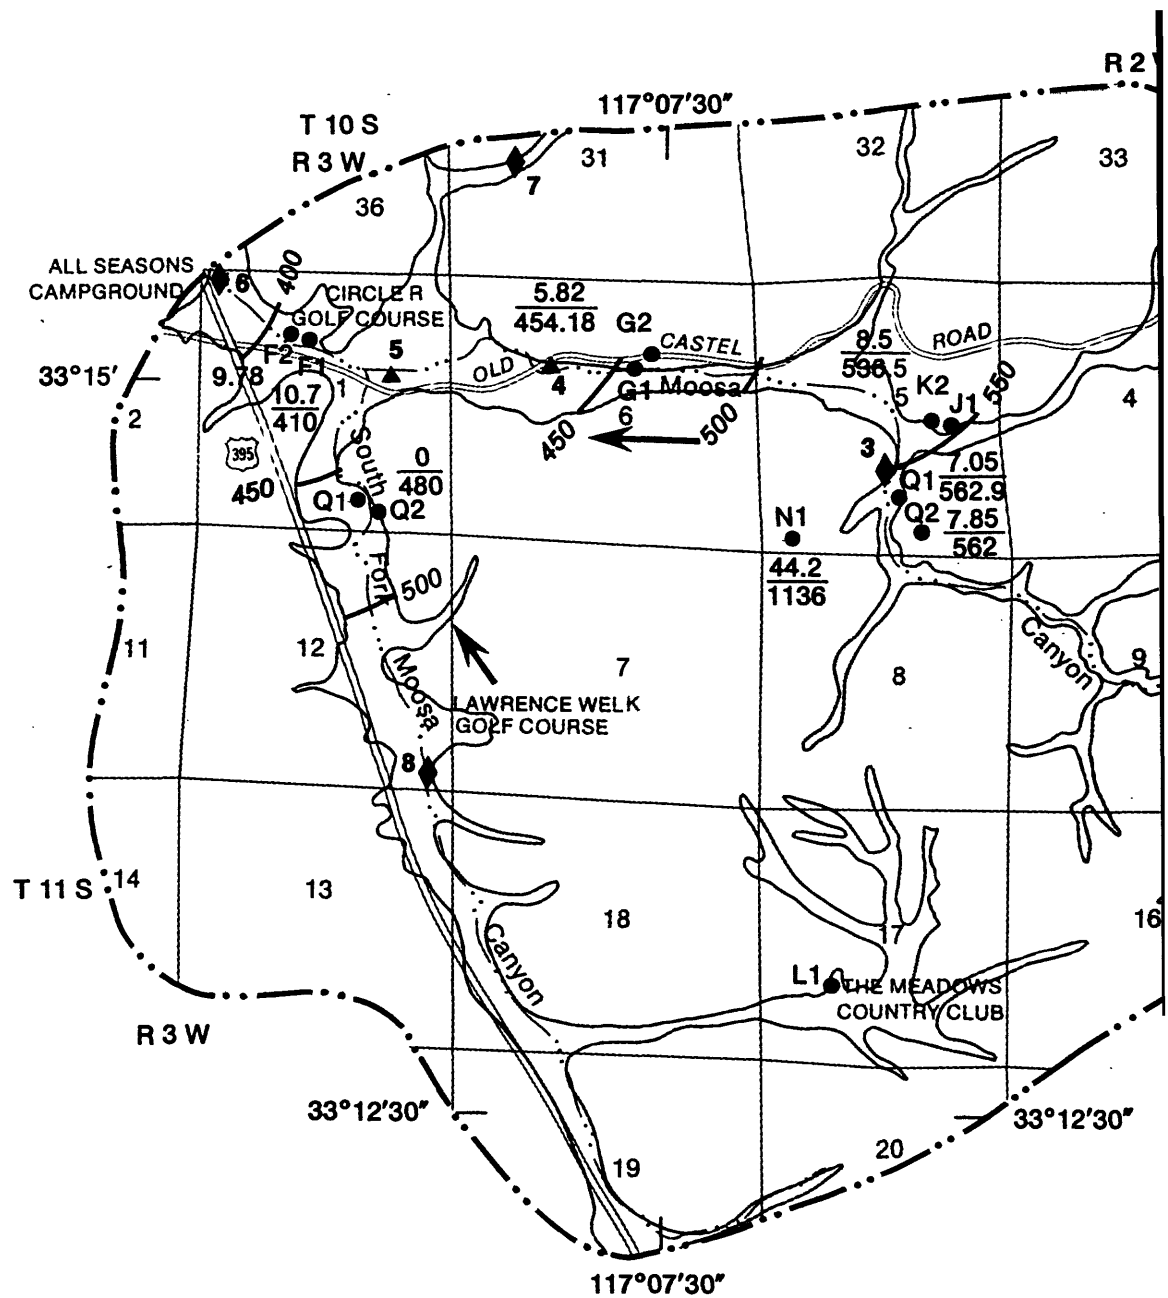 R 2
117°07'30"
T 10 S
R 3 W
31
32
33
7
36
ALL SEASONS
CAMPGROUND
6
400
CIRCLE R
GOLF COURSE
5.82
454.18
G2
CASTEL
ROAD
8.5
536.5
F2
F1
5
OLD
4
G1
Moosa
33°15'
9.78
10.7
410
1
6
5
K2
J1
550
4
2
395
450
South
0
480
450
500
3
Q1
7.05
562.9
Q1
Q2
N1
Q2
7.85
562
Fork
500
44.2
1136
11
12
7
8
Canyon
9
Moosa
LAWRENCE WELK
GOLF COURSE
8
T 11 S
14
13
18
17
16
Canyon
L1
THE MEADOWS
COUNTRY CLUB
R 3 W
33°12'30"
33°12'30"
19
20
117°07'30"